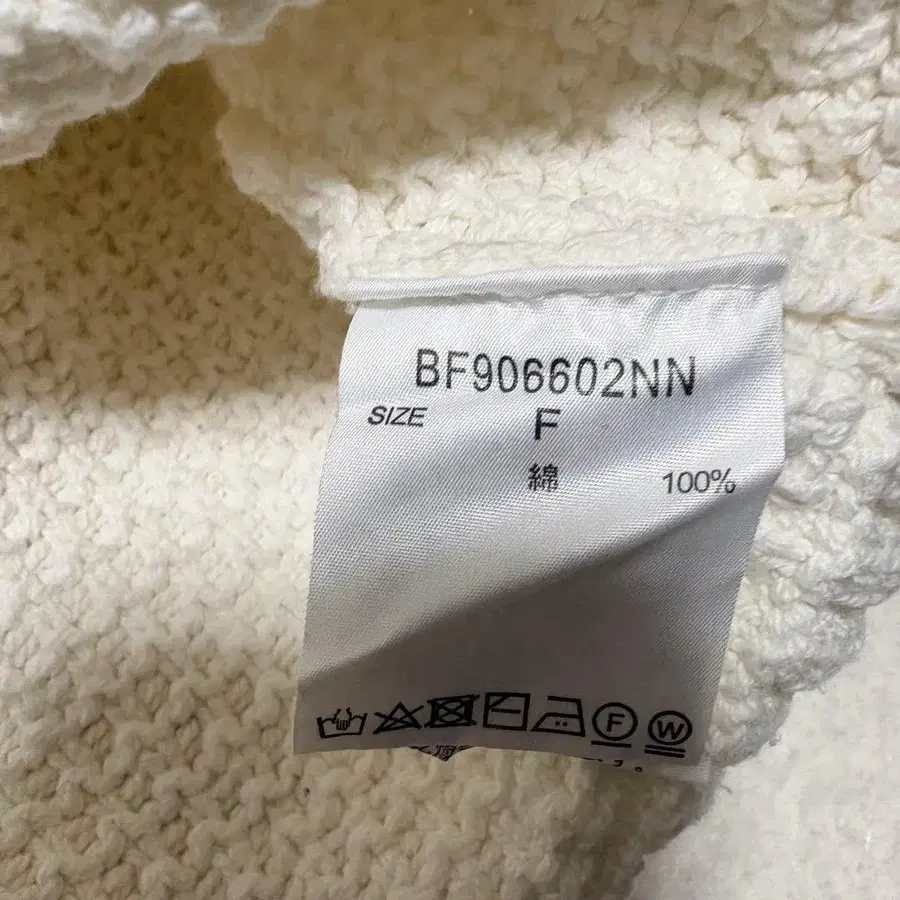 BF906602NN
SIZE F
綿 100%
F W